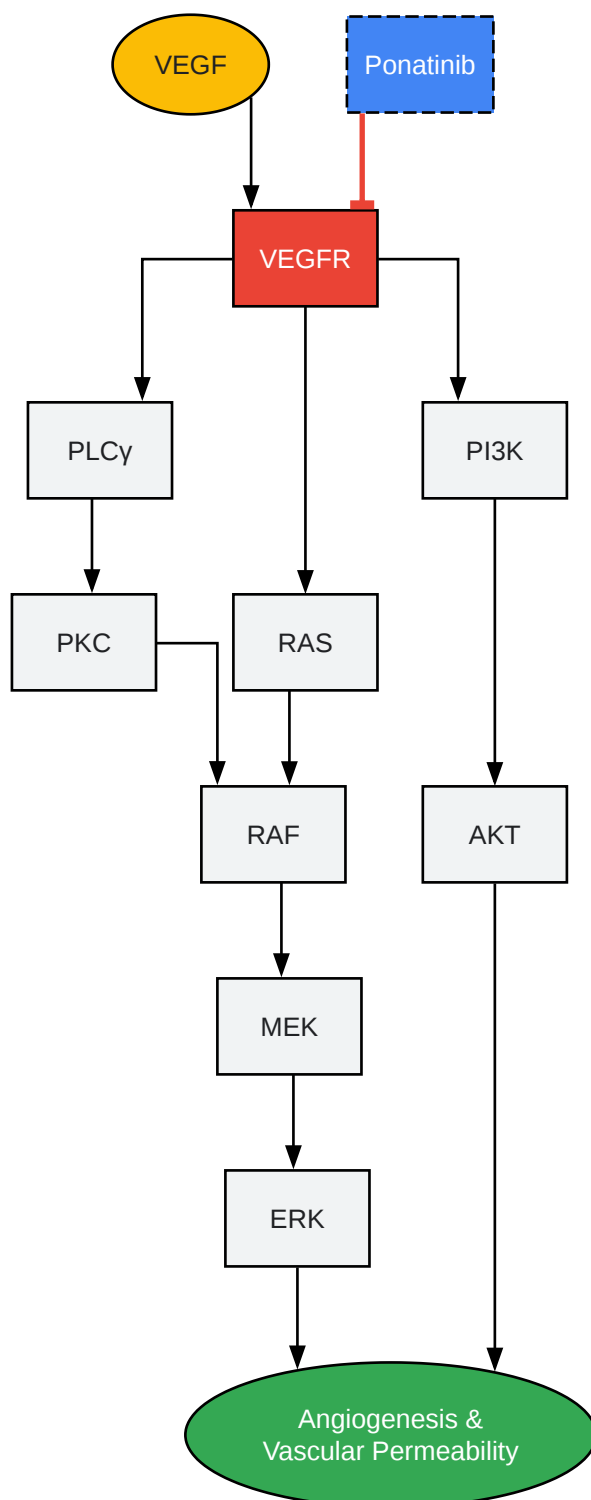 VEGF
Ponatinib
VEGFR
PLCγ
PI3K
PKC
RAS
RAF
AKT
MEK
ERK
Angiogenesis &
Vascular Permeability